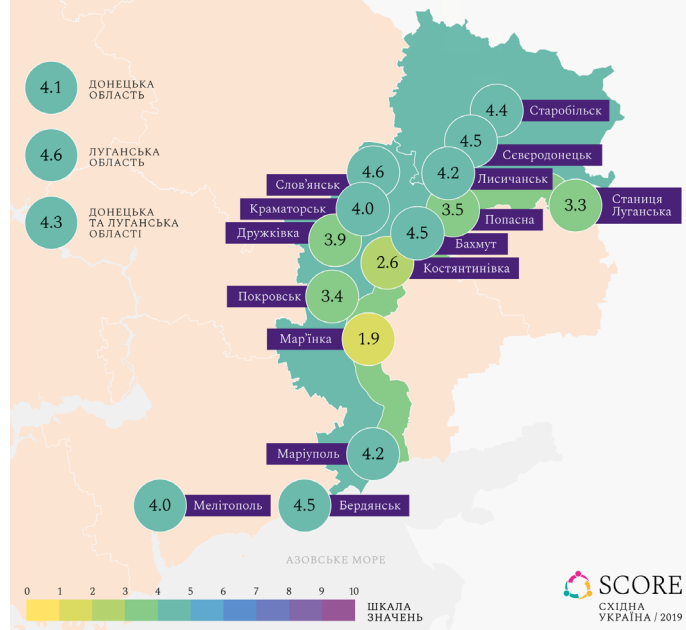 4.1
ДОНЕЦЬКА
ОБЛАСТЬ
4.6
ЛУГАНСЬКА
ОБЛАСТЬ
4.3
ДОНЕЦЬКА
ТА ЛУГАНСЬКА
ОБЛАСТІ
4.4
Старобільск
4.5
Сєвєродонецьк
4.6
Слов'янськ
4.2
Лисичанськ
4.0
Краматорськ
3.5
Попасна
3.3
Станиця
Луганська
3.9
Дружківка
4.5
Бахмут
2.6
Костянтинівка
3.4
Покровськ
1.9
Мар'їнка
4.2
Маріуполь
4.0
Мелітополь
4.5
Бердянськ
АЗОВСЬКЕ МОРЕ
0 1 2 3 4 5 6 7 8 9 10
ШКАЛА
ЗНАЧЕНЬ
SCORE
СХІДНА
УКРАЇНА / 2019